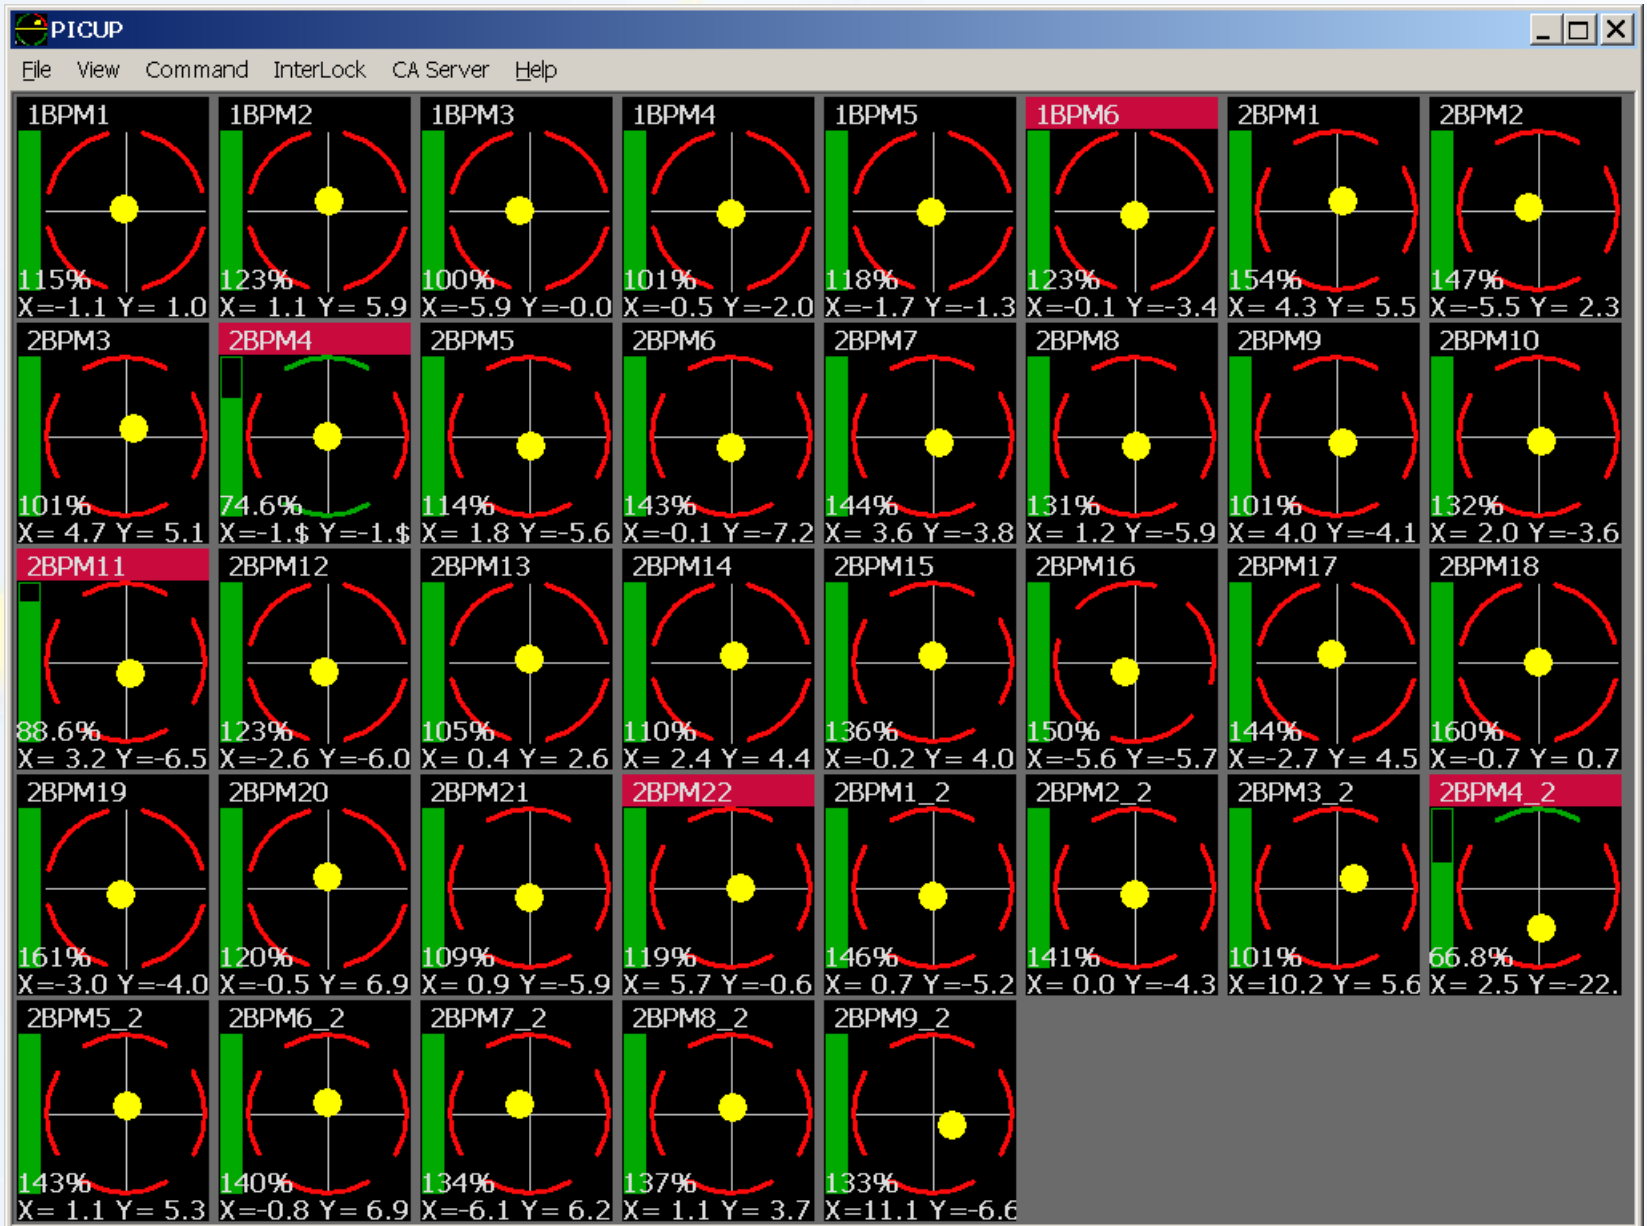 PICUP
File View Command InterLock CA Server Help
1BPM1 1BPM2 1BPM3 1BPM4 1BPM5 1BPM6 2BPM1 2BPM2
115% 123% 100% 101% 118% 123% 154% 147%
X=-1.1 Y= 1.0 X= 1.1 Y= 5.9 X=-5.9 Y=-0.0 X=-0.5 Y=-2.0 X=-1.7 Y=-1.3 X=-0.1 Y=-3.4 X= 4.3 Y= 5.5 X=-5.5 Y= 2.3
2BPM3 2BPM4 2BPM5 2BPM6 2BPM7 2BPM8 2BPM9 2BPM10
101% 74.6% 114% 143% 144% 131% 101% 132%
X= 4.7 Y= 5.1 X=-1.$ Y=-1.$ X= 1.8 Y=-5.6 X=-0.1 Y=-7.2 X= 3.6 Y=-3.8 X= 1.2 Y=-5.9 X= 4.0 Y=-4.1 X= 2.0 Y=-3.6
2BPM11 2BPM12 2BPM13 2BPM14 2BPM15 2BPM16 2BPM17 2BPM18
88.6% 123% 105% 110% 136% 150% 144% 160%
X= 3.2 Y=-6.5 X=-2.6 Y=-6.0 X= 0.4 Y= 2.6 X= 2.4 Y= 4.4 X=-0.2 Y= 4.0 X=-5.6 Y=-5.7 X=-2.7 Y= 4.5 X=-0.7 Y= 0.7
2BPM19 2BPM20 2BPM21 2BPM22 2BPM1_2 2BPM2_2 2BPM3_2 2BPM4_2
161% 120% 109% 119% 146% 141% 101% 66.8%
X=-3.0 Y=-4.0 X=-0.5 Y= 6.9 X= 0.9 Y=-5.9 X= 5.7 Y=-0.6 X= 0.7 Y=-5.2 X= 0.0 Y=-4.3 X=10.2 Y= 5.6 X= 2.5 Y=-22.
2BPM5_2 2BPM6_2 2BPM7_2 2BPM8_2 2BPM9_2
143% 140% 134% 137% 133%
X= 1.1 Y= 5.3 X=-0.8 Y= 6.9 X=-6.1 Y= 6.2 X= 1.1 Y= 3.7 X=11.1 Y=-6.6